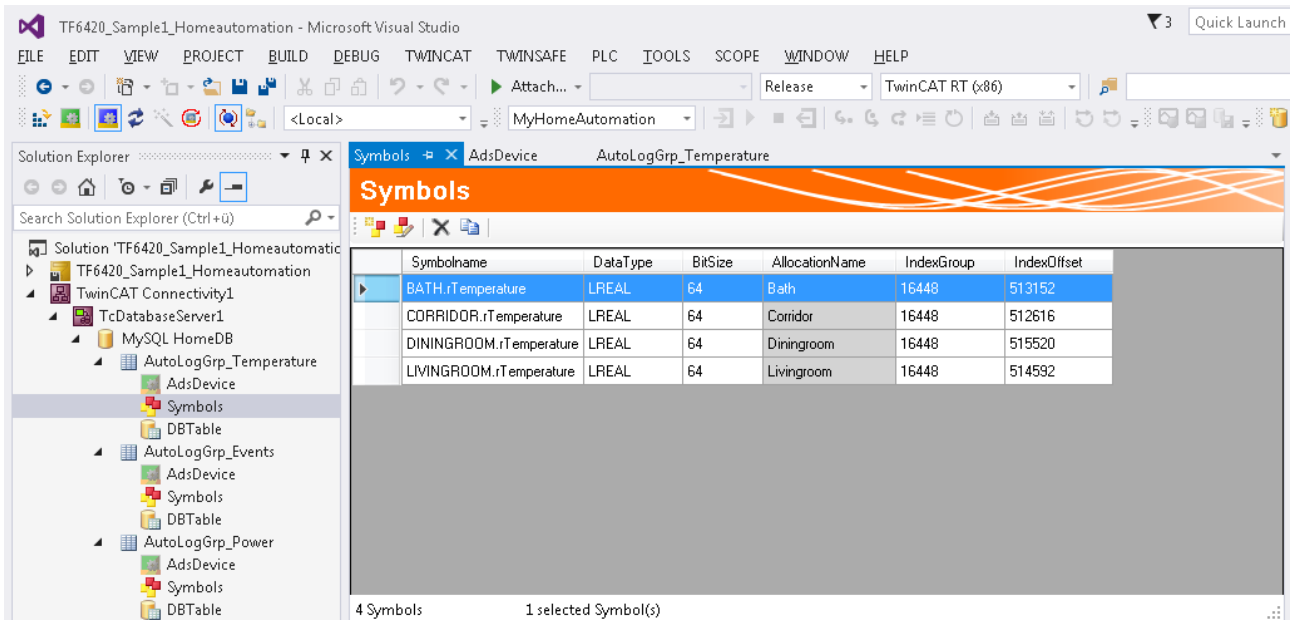 TF6420_Sample1_Homeautomation - Microsoft Visual Studio
3
Quick Launch
FILE EDIT VIEW PROJECT BUILD DEBUG TWINCAT TWINSAFE PLC TOOLS SCOPE WINDOW HELP
Attach... Release TwinCAT RT (x86)
<Local> MyHomeAutomation
Solution Explorer
Search Solution Explorer (Ctrl+ü)
Solution 'TF6420_Sample1_Homeautomatic
TF6420_Sample1_Homeautomation
TwinCAT Connectivity1
TcDatabaseServer1
MySQL HomeDB
AutoLogGrp_Temperature
AdsDevice
Symbols
DBTable
AutoLogGrp_Events
AdsDevice
Symbols
DBTable
AutoLogGrp_Power
AdsDevice
Symbols
DBTable
Symbols AdsDevice AutoLogGrp_Temperature
Symbols
Symbolname DataType BitSize AllocationName IndexGroup IndexOffset
BATH.rTemperature LREAL 64 Bath 16448 513152
CORRIDOR.rTemperature LREAL 64 Corridor 16448 512616
DININGROOM.rTemperature LREAL 64 Diningroom 16448 515520
LIVINGROOM.rTemperature LREAL 64 Livingroom 16448 514592
4 Symbols 1 selected Symbol(s)